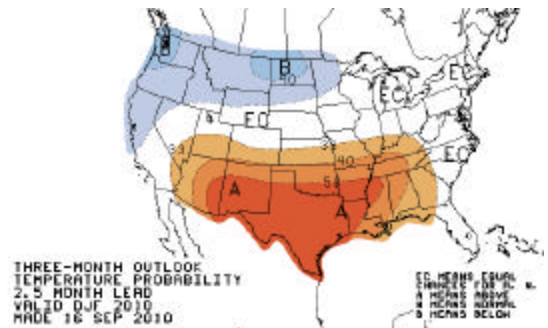 B
B
40
EC
EC
EC
33
33
40
EC
50
A
A
THREE-MONTH OUTLOOK
TEMPERATURE PROBABILITY
2.5 MONTH LEAD
VALID DJF 2010
MADE 16 SEP 2010
EC MEANS EQUAL
CHANCES FOR A, N,
A MEANS ABOVE
N MEANS NORMAL
B MEANS BELOW